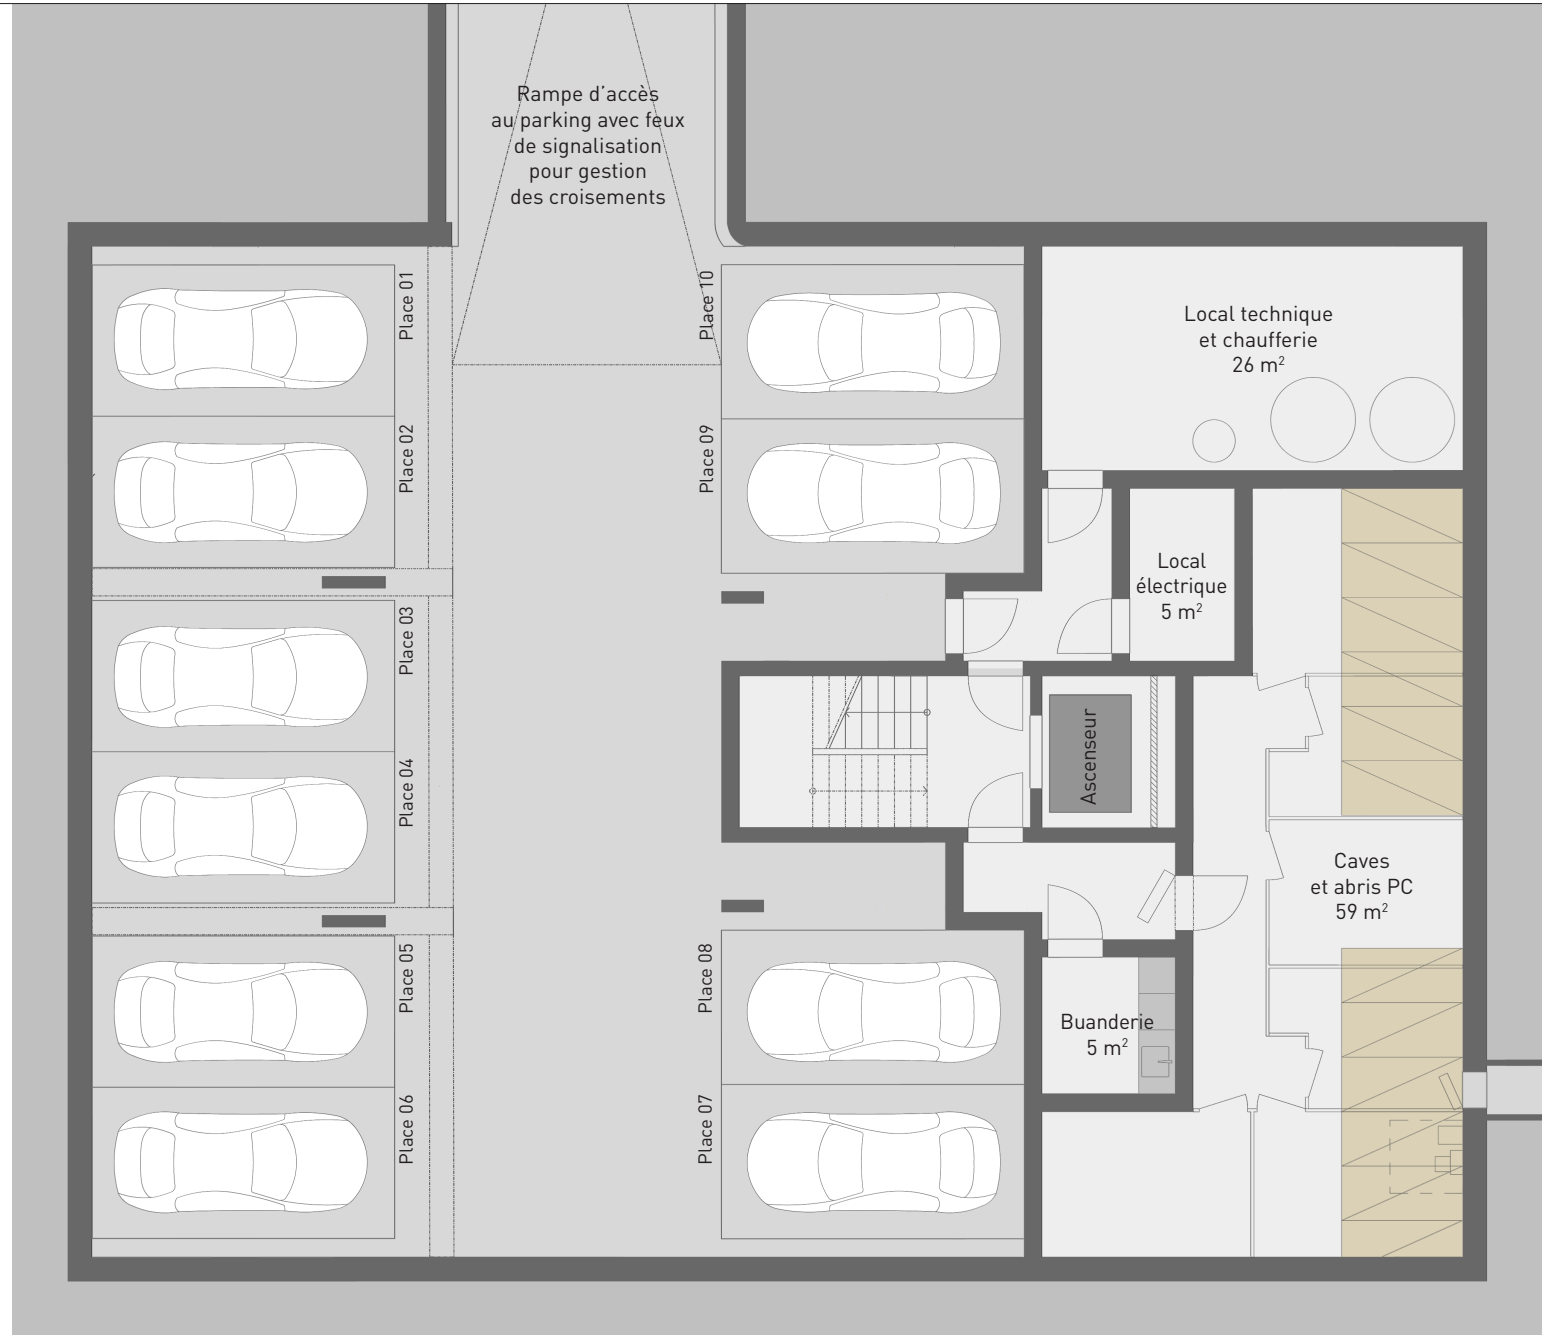 Rampe d’accès
au parking avec feux
de signalisation
pour gestion
des croisements
Place 01
Place 10
Local technique
et chaufferie
26 m²
Place 02
Place 09
Local
électrique
5 m²
Place 03
Place 04
Ascenseur
Caves
et abris PC
59 m²
Place 05
Place 08
Buanderie
5 m²
Place 06
Place 07